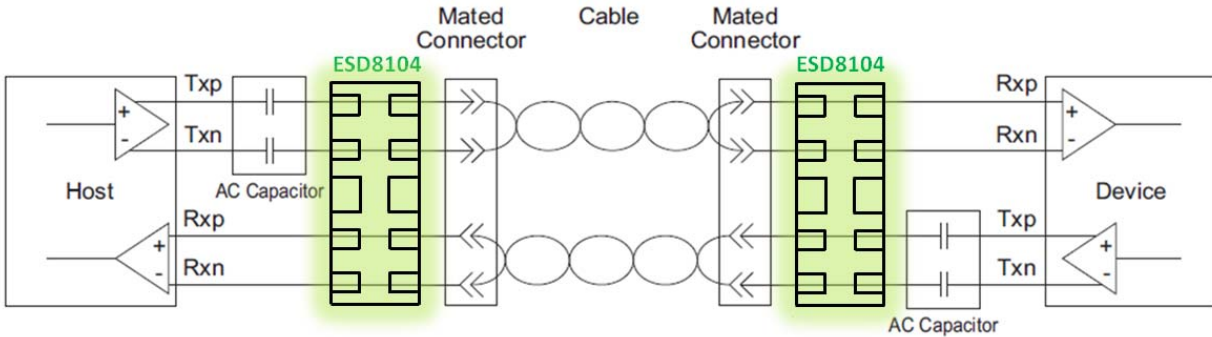 Mated
Connector
Cable
Mated
Connector
ESD8104
ESD8104
Txp
Rxp
+
-
Txn
+
-
Rxn
Host
AC Capacitor
Device
Rxp
Txp
+
-
Rxn
+
-
Txn
AC Capacitor